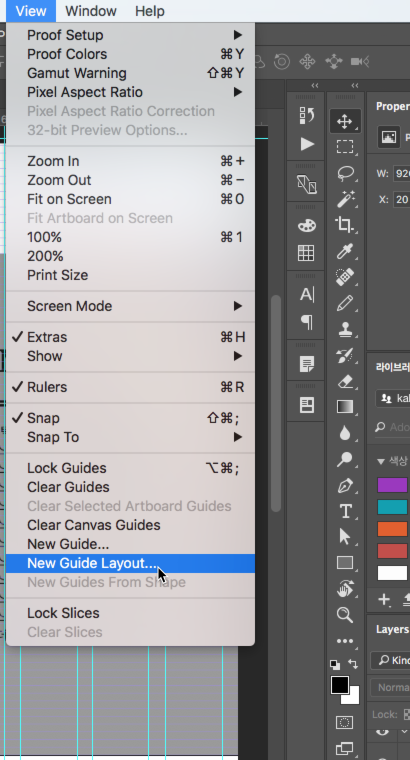 View Window Help
Proof Setup
Proof Colors ⌘Y
Gamut Warning ⇧⌘Y
Pixel Aspect Ratio
Pixel Aspect Ratio Correction
32-bit Preview Options...
Zoom In ⌘+
Zoom Out ⌘−
Fit on Screen ⌘0
Fit Artboard on Screen
100% ⌘1
200%
Print Size
Screen Mode
✓ Extras ⌘H
Show
✓ Rulers ⌘R
✓ Snap ⇧⌘;
Snap To
Lock Guides ⌥⌘;
Clear Guides
Clear Selected Artboard Guides
Clear Canvas Guides
New Guide...
New Guide Layout...
New Guides From Shape
Lock Slices
Clear Slices
Proper
W: 92
X: 20
라이브러
ka
Ado
색상
Layers
Kind
Norma
Lock: